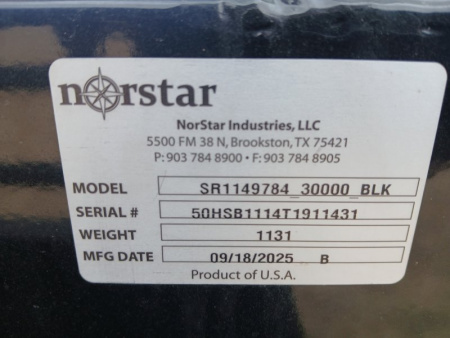 norstar
NorStar Industries, LLC
5500 FM 38 N, Brookston, TX 75421
P: 903 784 8900 • F: 903 784 8905
MODEL SR1149784_30000_BLK
SERIAL # 50HSB1114T1911431
WEIGHT 1131
MFG DATE 09/18/2025 B
Product of U.S.A.